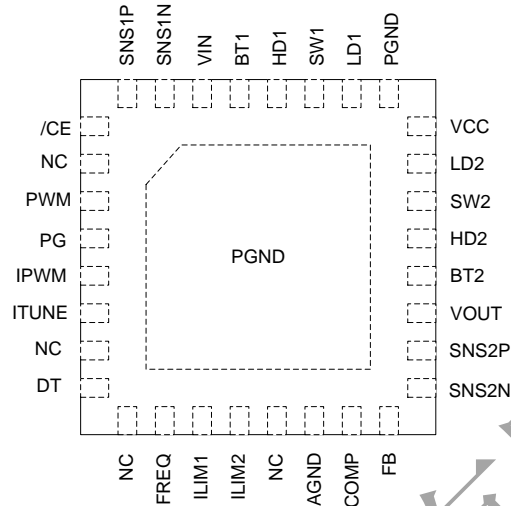 SNS1P
SNS1N
VIN
BT1
HD1
SW1
LD1
PGND
/CE
NC
PWM
PG
IPWM
ITUNE
NC
DT
PGND
VCC
LD2
SW2
HD2
BT2
VOUT
SNS2P
SNS2N
NC
FREQ
ILIM1
ILIM2
NC
AGND
COMP
FB